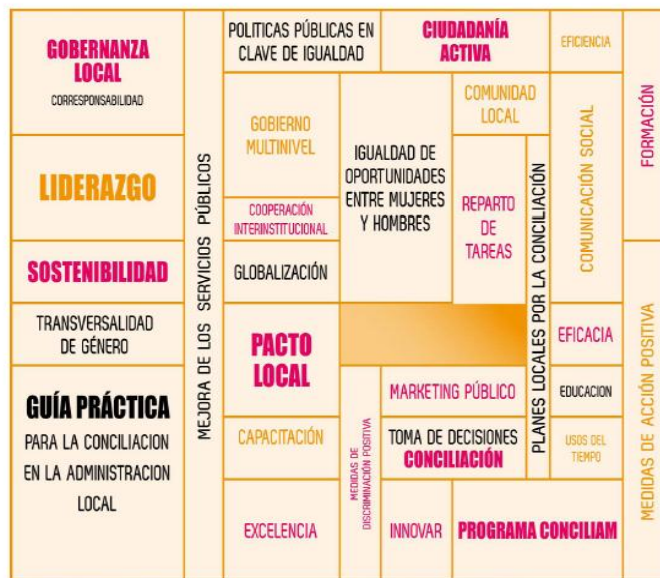 GOBERNANZA
LOCAL
CORRESPONSABILIDAD
LIDERAZGO
SOSTENIBILIDAD
TRANSVERSALIDAD
DE GÉNERO
GUÍA PRÁCTICA
PARA LA CONCILIACION
EN LA ADMINISTRACION
LOCAL
MEJORA DE LOS SERVICIOS PÚBLICOS
POLITICAS PÚBLICAS EN
CLAVE DE IGUALDAD
GOBIERNO
MULTINIVEL
COOPERACIÓN
INTERINSTITUCIONAL
GLOBALIZACIÓN
PACTO
LOCAL
CAPACITACIÓN
EXCELENCIA
CIUDADANÍA
ACTIVA
IGUALDAD DE
OPORTUNIDADES
ENTRE MUJERES
Y HOMBRES
COMUNIDAD
LOCAL
REPARTO
DE
TAREAS
MEDIDAS DE
DISCRIMINACIÓN POSITIVA
MARKETING PÚBLICO
TOMA DE DECISIONES
CONCILIACIÓN
INNOVAR
PROGRAMA CONCILIAM
PLANES LOCALES POR LA CONCILIACIÓN
EFICIENCIA
COMUNICACIÓN SOCIAL
EFICACIA
EDUCACION
USOS DEL
TIEMPO
FORMACIÓN
MEDIDAS DE ACCIÓN POSITIVA